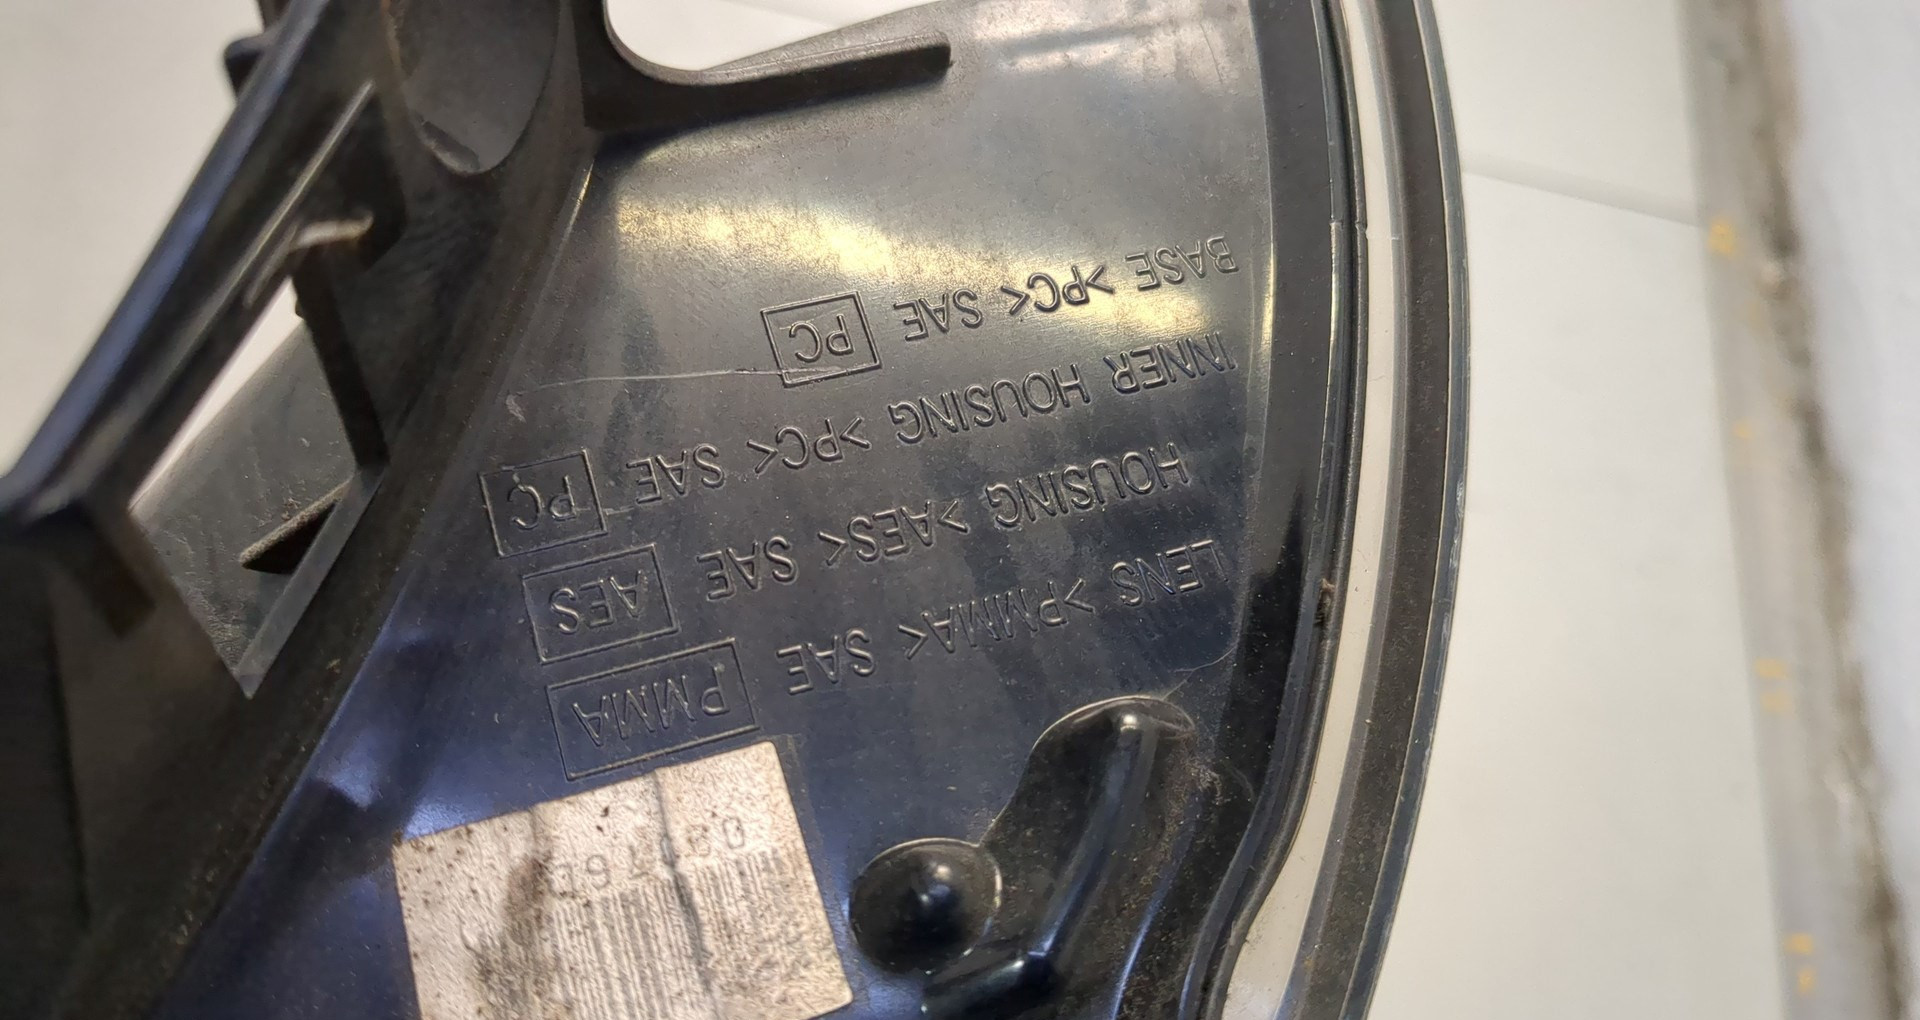 LENS >PMMA< SAE PMMA
HOUSING >AES< SAE AES
INNER HOUSING >PC< SAE PC
BASE >PC< SAE PC